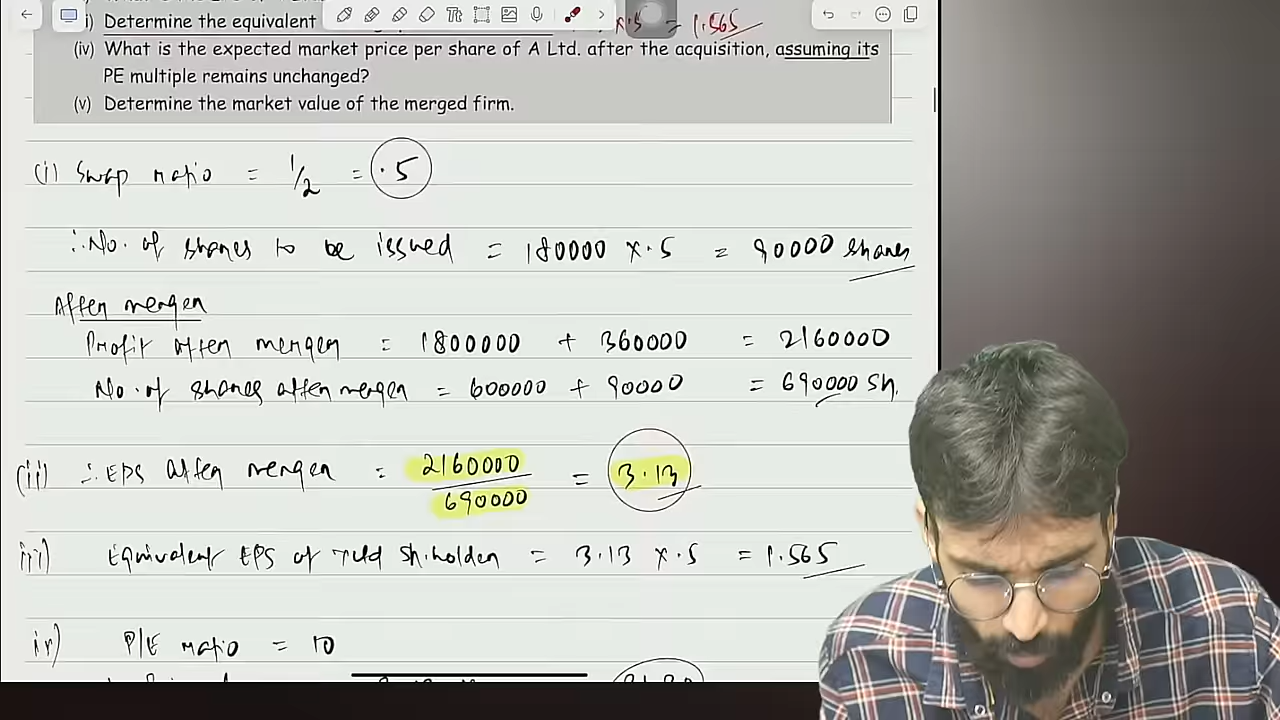 i) Determine the equivalent × .5 = 1.565
(iv) What is the expected market price per share of A Ltd. after the acquisition, assuming its
PE multiple remains unchanged?
(v) Determine the market value of the merged firm.
(i) Swap ratio = 1/2 = .5
∴ No. of shares to be issued = 180000 × .5 = 90000 shares
After merger
Profit after merger = 1800000 + 360000 = 2160000
No. of shares after merger = 600000 + 90000 = 690000 sh.
(ii) ∴ EPS after merger = 2160000 / 690000 = 3.13
iii) Equivalent EPS of Sh.holder = 3.13 × .5 = 1.565
iv) P/E ratio = 10